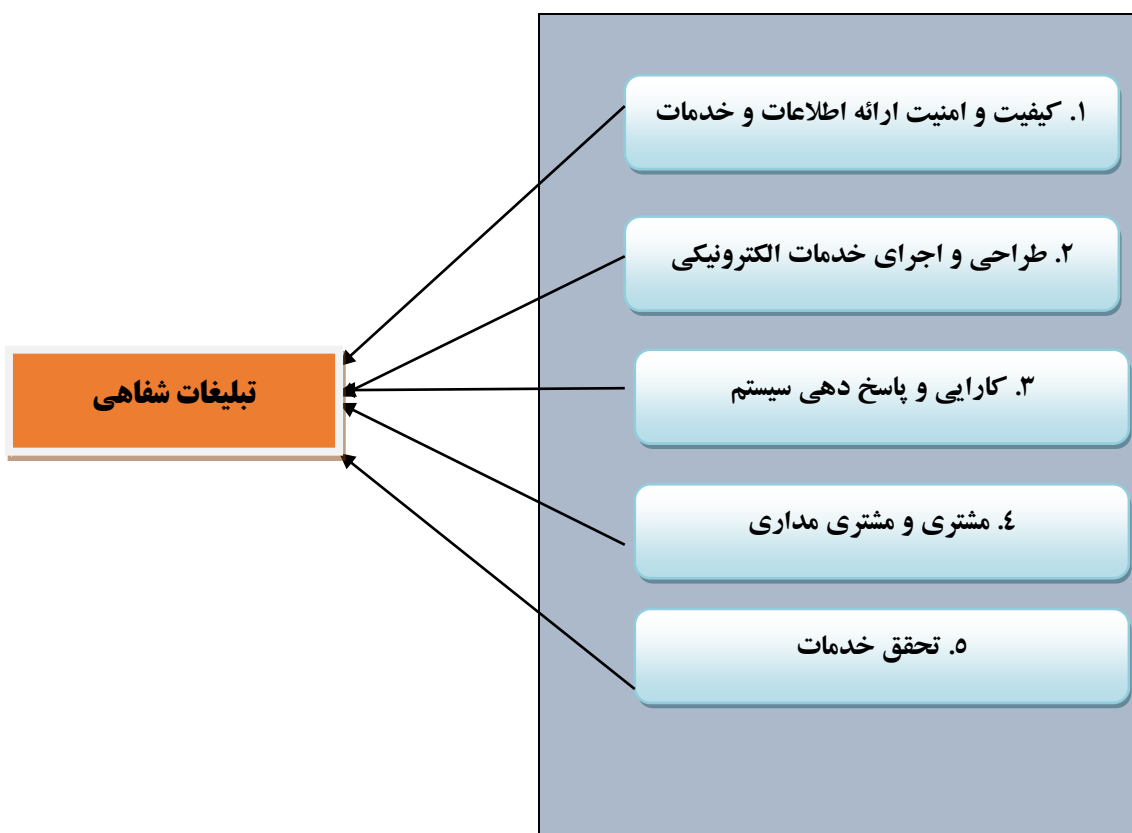 ۱. کیفیت و امنیت ارائه اطلاعات و خدمات
۲. طراحی و اجرای خدمات الکترونیکی
۳. کارایی و پاسخ دهی سیستم
تبلیغات شفاهی
٤. مشتری و مشتری مداری
٥. تحقق خدمات